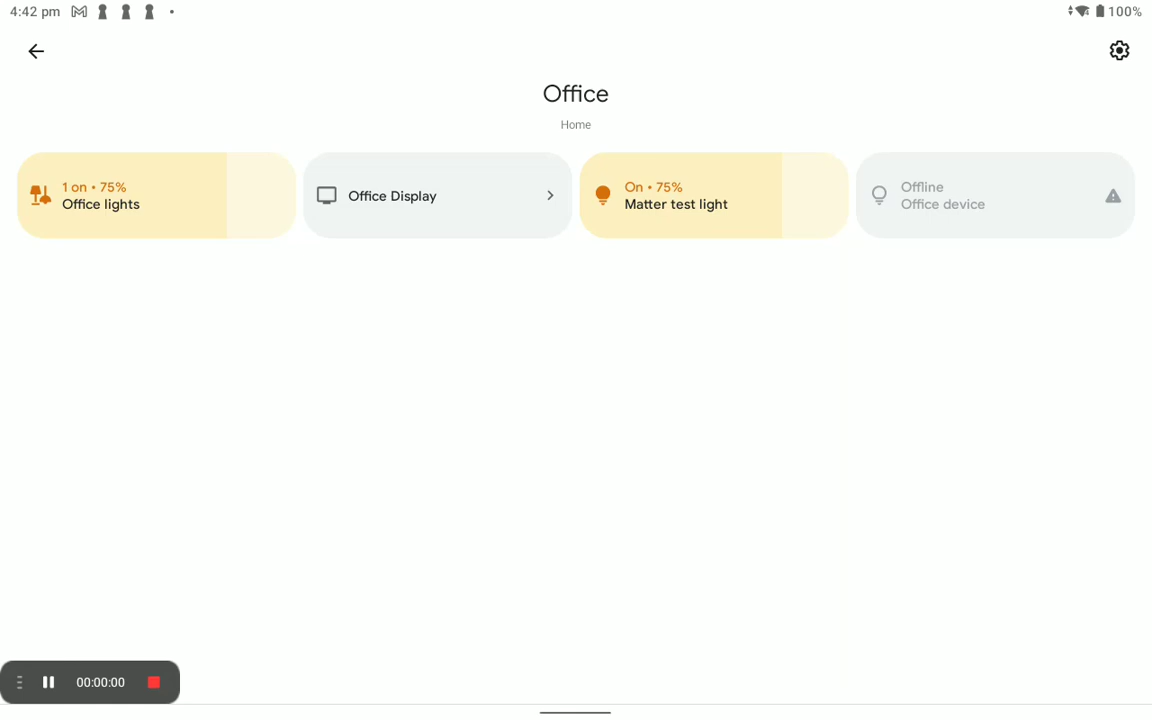 4:42 pm
100%
Office
Home
1 on • 75%
Office lights
Office Display
On • 75%
Matter test light
Offline
Office device
00:00:00